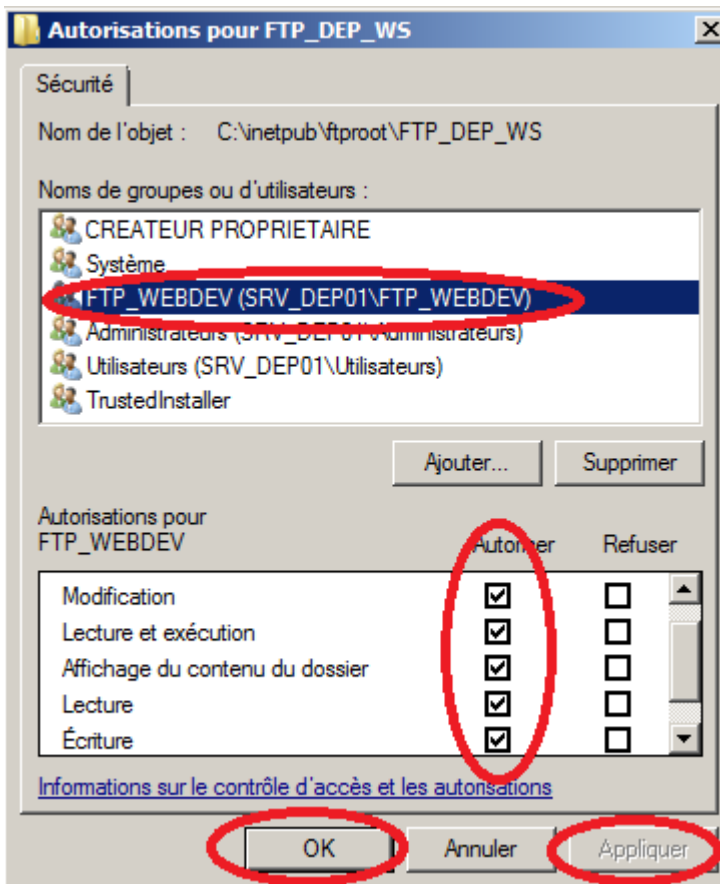 Autorisations pour FTP_DEP_WS
Sécurité
Nom de l'objet : C:\inetpub\ftproot\FTP_DEP_WS
Noms de groupes ou d'utilisateurs :
CREATEUR PROPRIETAIRE
Système
FTP_WEBDEV (SRV_DEP01\FTP_WEBDEV)
Administrateurs (SRV_DEP01\Administrateurs)
Utilisateurs (SRV_DEP01\Utilisateurs)
TrustedInstaller
Ajouter... Supprimer
Autorisations pour
FTP_WEBDEV Autoriser Refuser
Modification
Lecture et exécution
Affichage du contenu du dossier
Lecture
Écriture
Informations sur le contrôle d'accès et les autorisations
OK Annuler Appliquer